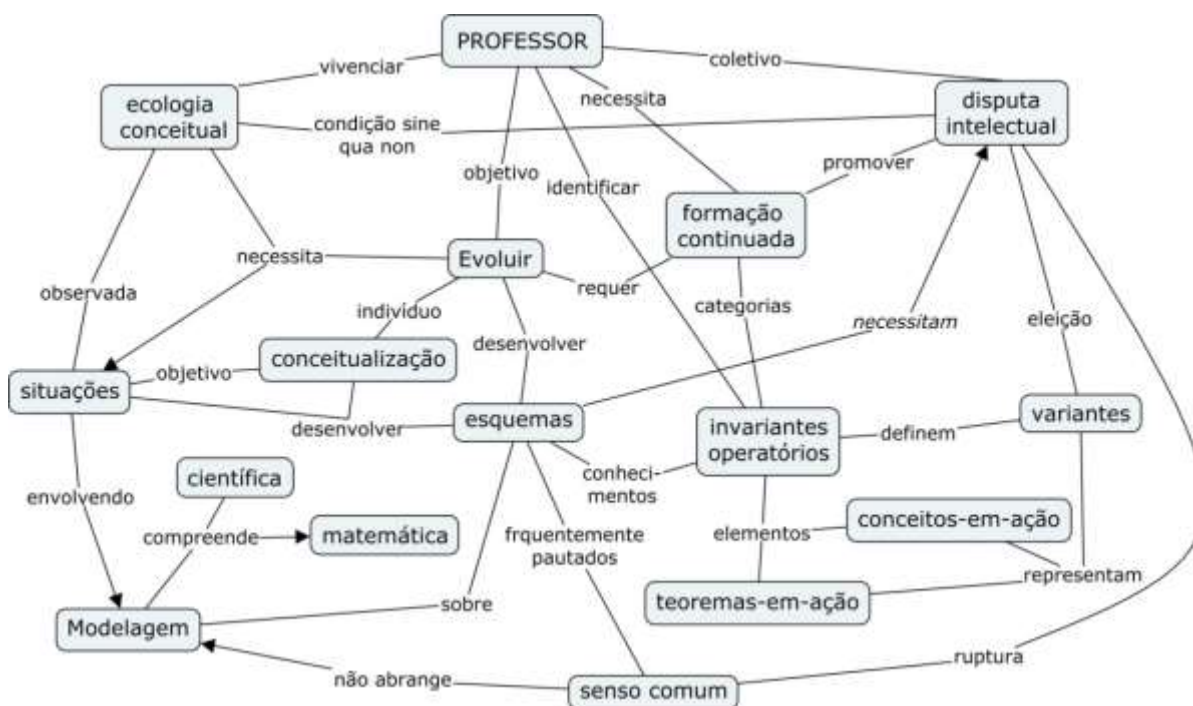 PROFESSOR
vivenciar
coletivo
ecologia
conceitual
necessita
disputa
intelectual
condição sine
qua non
promover
objetivo
identificar
formação
continuada
necessita
Evoluir
requer
observada
indivíduo
categorias
necessitam
eleição
conceitualização
desenvolver
objetivo
situações
desenvolver
esquemas
invariantes
operatórios
definem
variantes
científica
conheci-
mentos
envolvendo
compreende
matemática
frquentemente
pautados
elementos
conceitos-em-ação
representam
teoremas-em-ação
sobre
Modelagem
ruptura
não abrange
senso comum